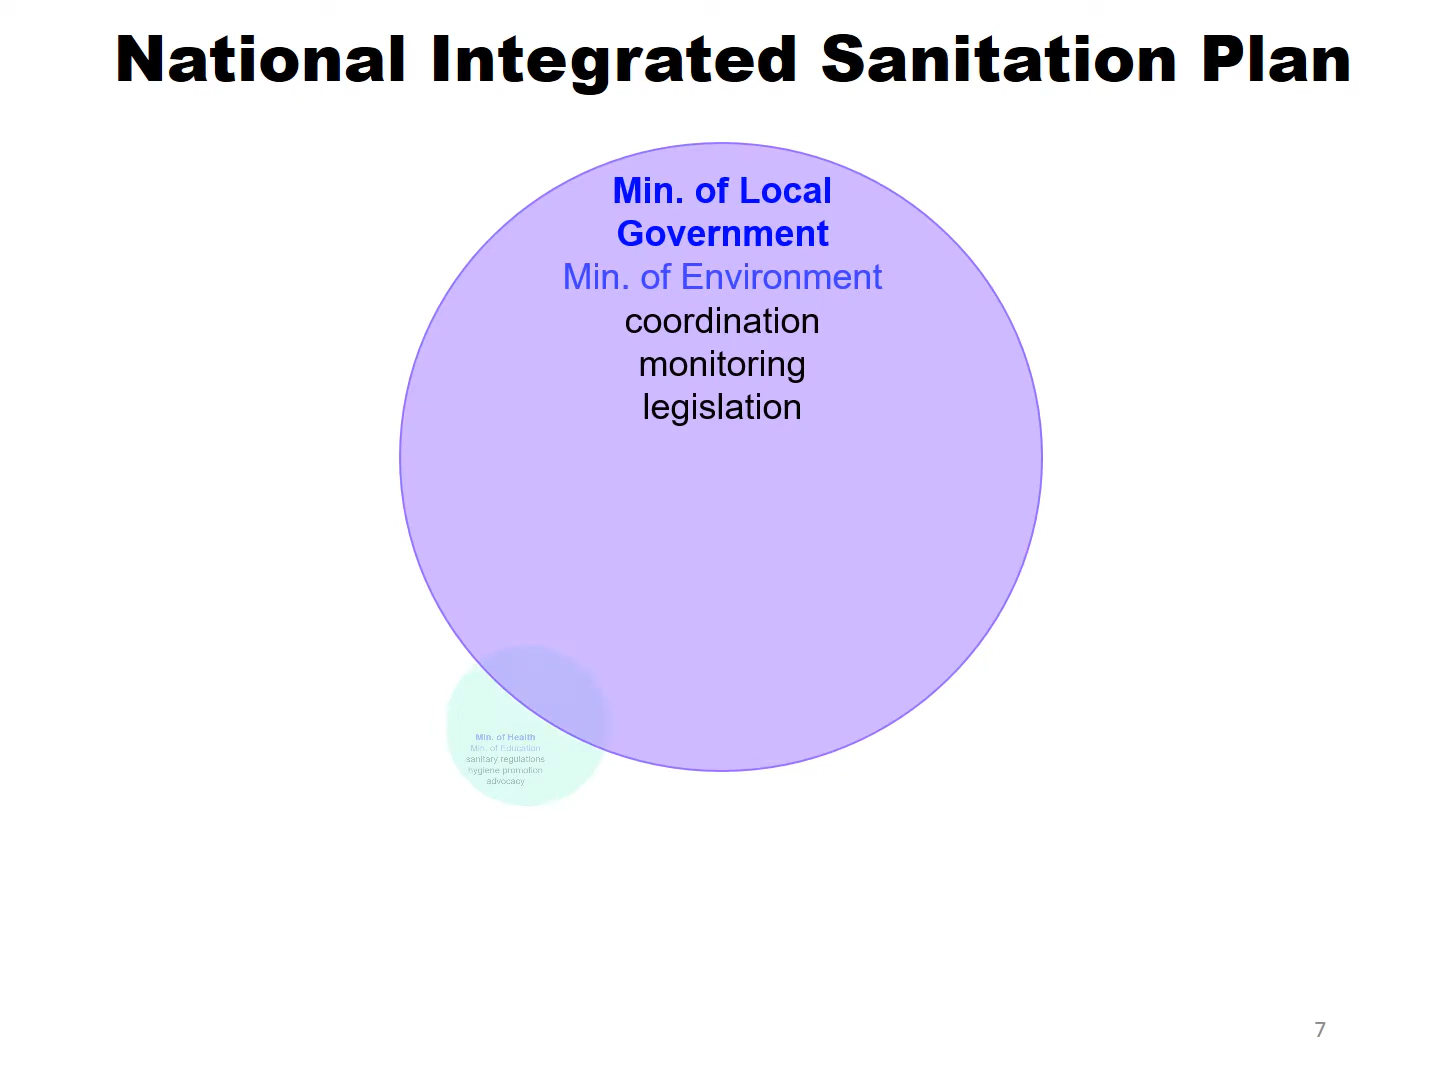 National Integrated Sanitation Plan
Min. of Local
Government
Min. of Environment
coordination
monitoring
legislation
Min. of Health
Min. of Education
sanitary regulations
hygiene promotion
advocacy
7